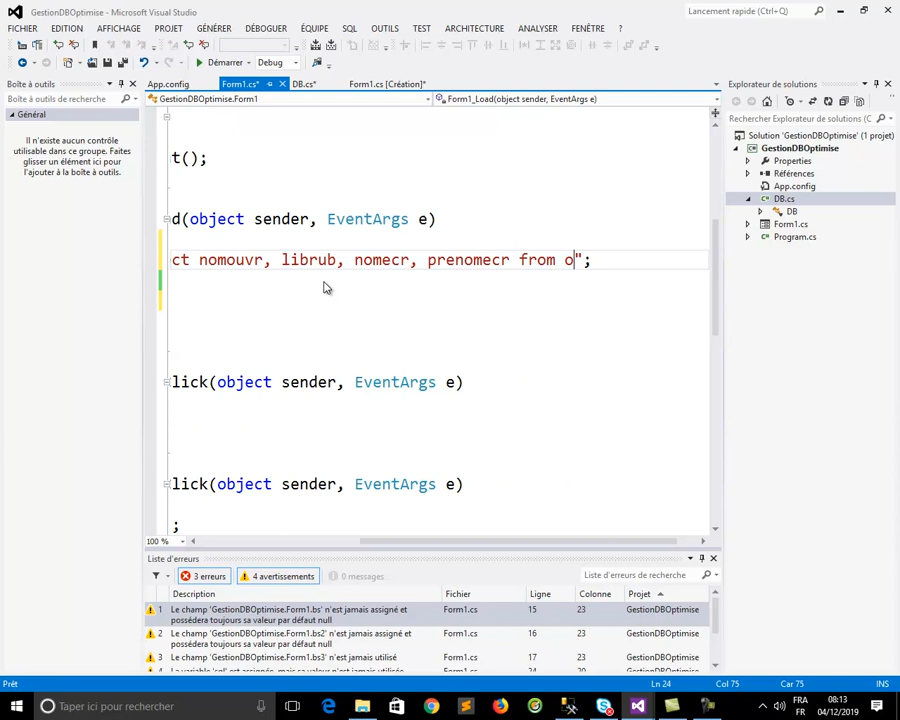 GestionDBOptimise - Microsoft Visual Studio
Lancement rapide (Ctrl+Q)
FICHIER EDITION AFFICHAGE PROJET GÉNÉRER DÉBOGUER ÉQUIPE SQL OUTILS TEST ARCHITECTURE ANALYSER FENÊTRE ?
Démarrer Debug
Boîte à outils
App.config Form1.cs* DB.cs* Form1.cs [Création]*
Explorateur de solutions
Boîte à outils de recherche
GestionDBOptimise.Form1 Form1_Load(object sender, EventArgs e)
Général
Il n'existe aucun contrôle
utilisable dans ce groupe. Faites
glisser un élément ici pour
l'ajouter à la boîte à outils.
t();
d(object sender, EventArgs e)
ct nomouvr, librub, nomecr, prenomecr from o";
lick(object sender, EventArgs e)
lick(object sender, EventArgs e)
;
Rechercher Explorateur de solutions (
Solution 'GestionDBOptimise' (1 projet)
GestionDBOptimise
Properties
Références
App.config
DB.cs
DB
Form1.cs
Program.cs
100 %
Liste d'erreurs
3 erreurs 4 avertissements 0 messages Liste d'erreurs de recherche
Description Fichier Ligne Colonne Projet
1 Le champ 'GestionDBOptimise.Form1.bs' n'est jamais assigné et possédera toujours sa valeur par défaut null Form1.cs 15 23 GestionDBOptimise
2 Le champ 'GestionDBOptimise.Form1.bs2' n'est jamais assigné et possédera toujours sa valeur par défaut null Form1.cs 16 23 GestionDBOptimise
3 Le champ 'GestionDBOptimise.Form1.bs3' n'est jamais utilisé Form1.cs 17 23 GestionDBOptimise
Prêt Ln 24 Col 75 Car 75 INS
Taper ici pour rechercher
FRA
FR
08:13
04/12/2019